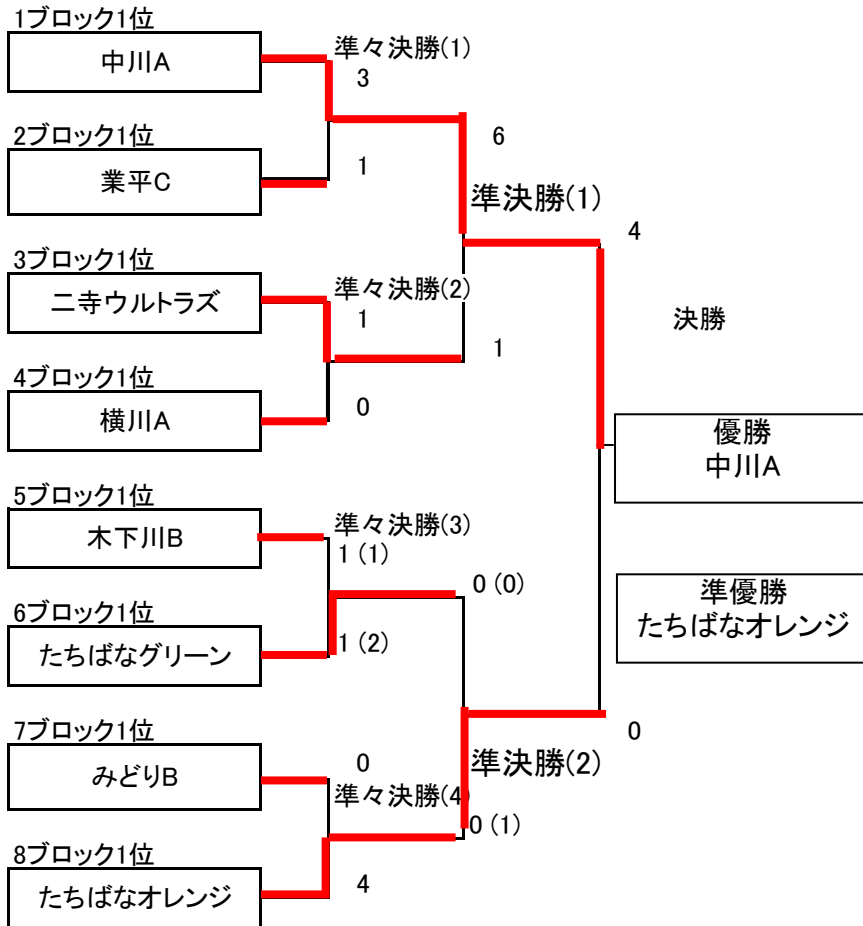 1ブロック1位
中川A
準々決勝(1)
3
6
2ブロック1位
業平C
1
準決勝(1)
4
3ブロック1位
二寺ウルトラズ
準々決勝(2)
1
1
決勝
4ブロック1位
横川A
0
優勝
中川A
5ブロック1位
木下川B
準々決勝(3)
1 (1)
0 (0)
準優勝
たちばなオレンジ
6ブロック1位
たちばなグリーン
1 (2)
7ブロック1位
みどりB
0
準々決勝(4)
準決勝(2)
0
0 (1)
8ブロック1位
たちばなオレンジ
4